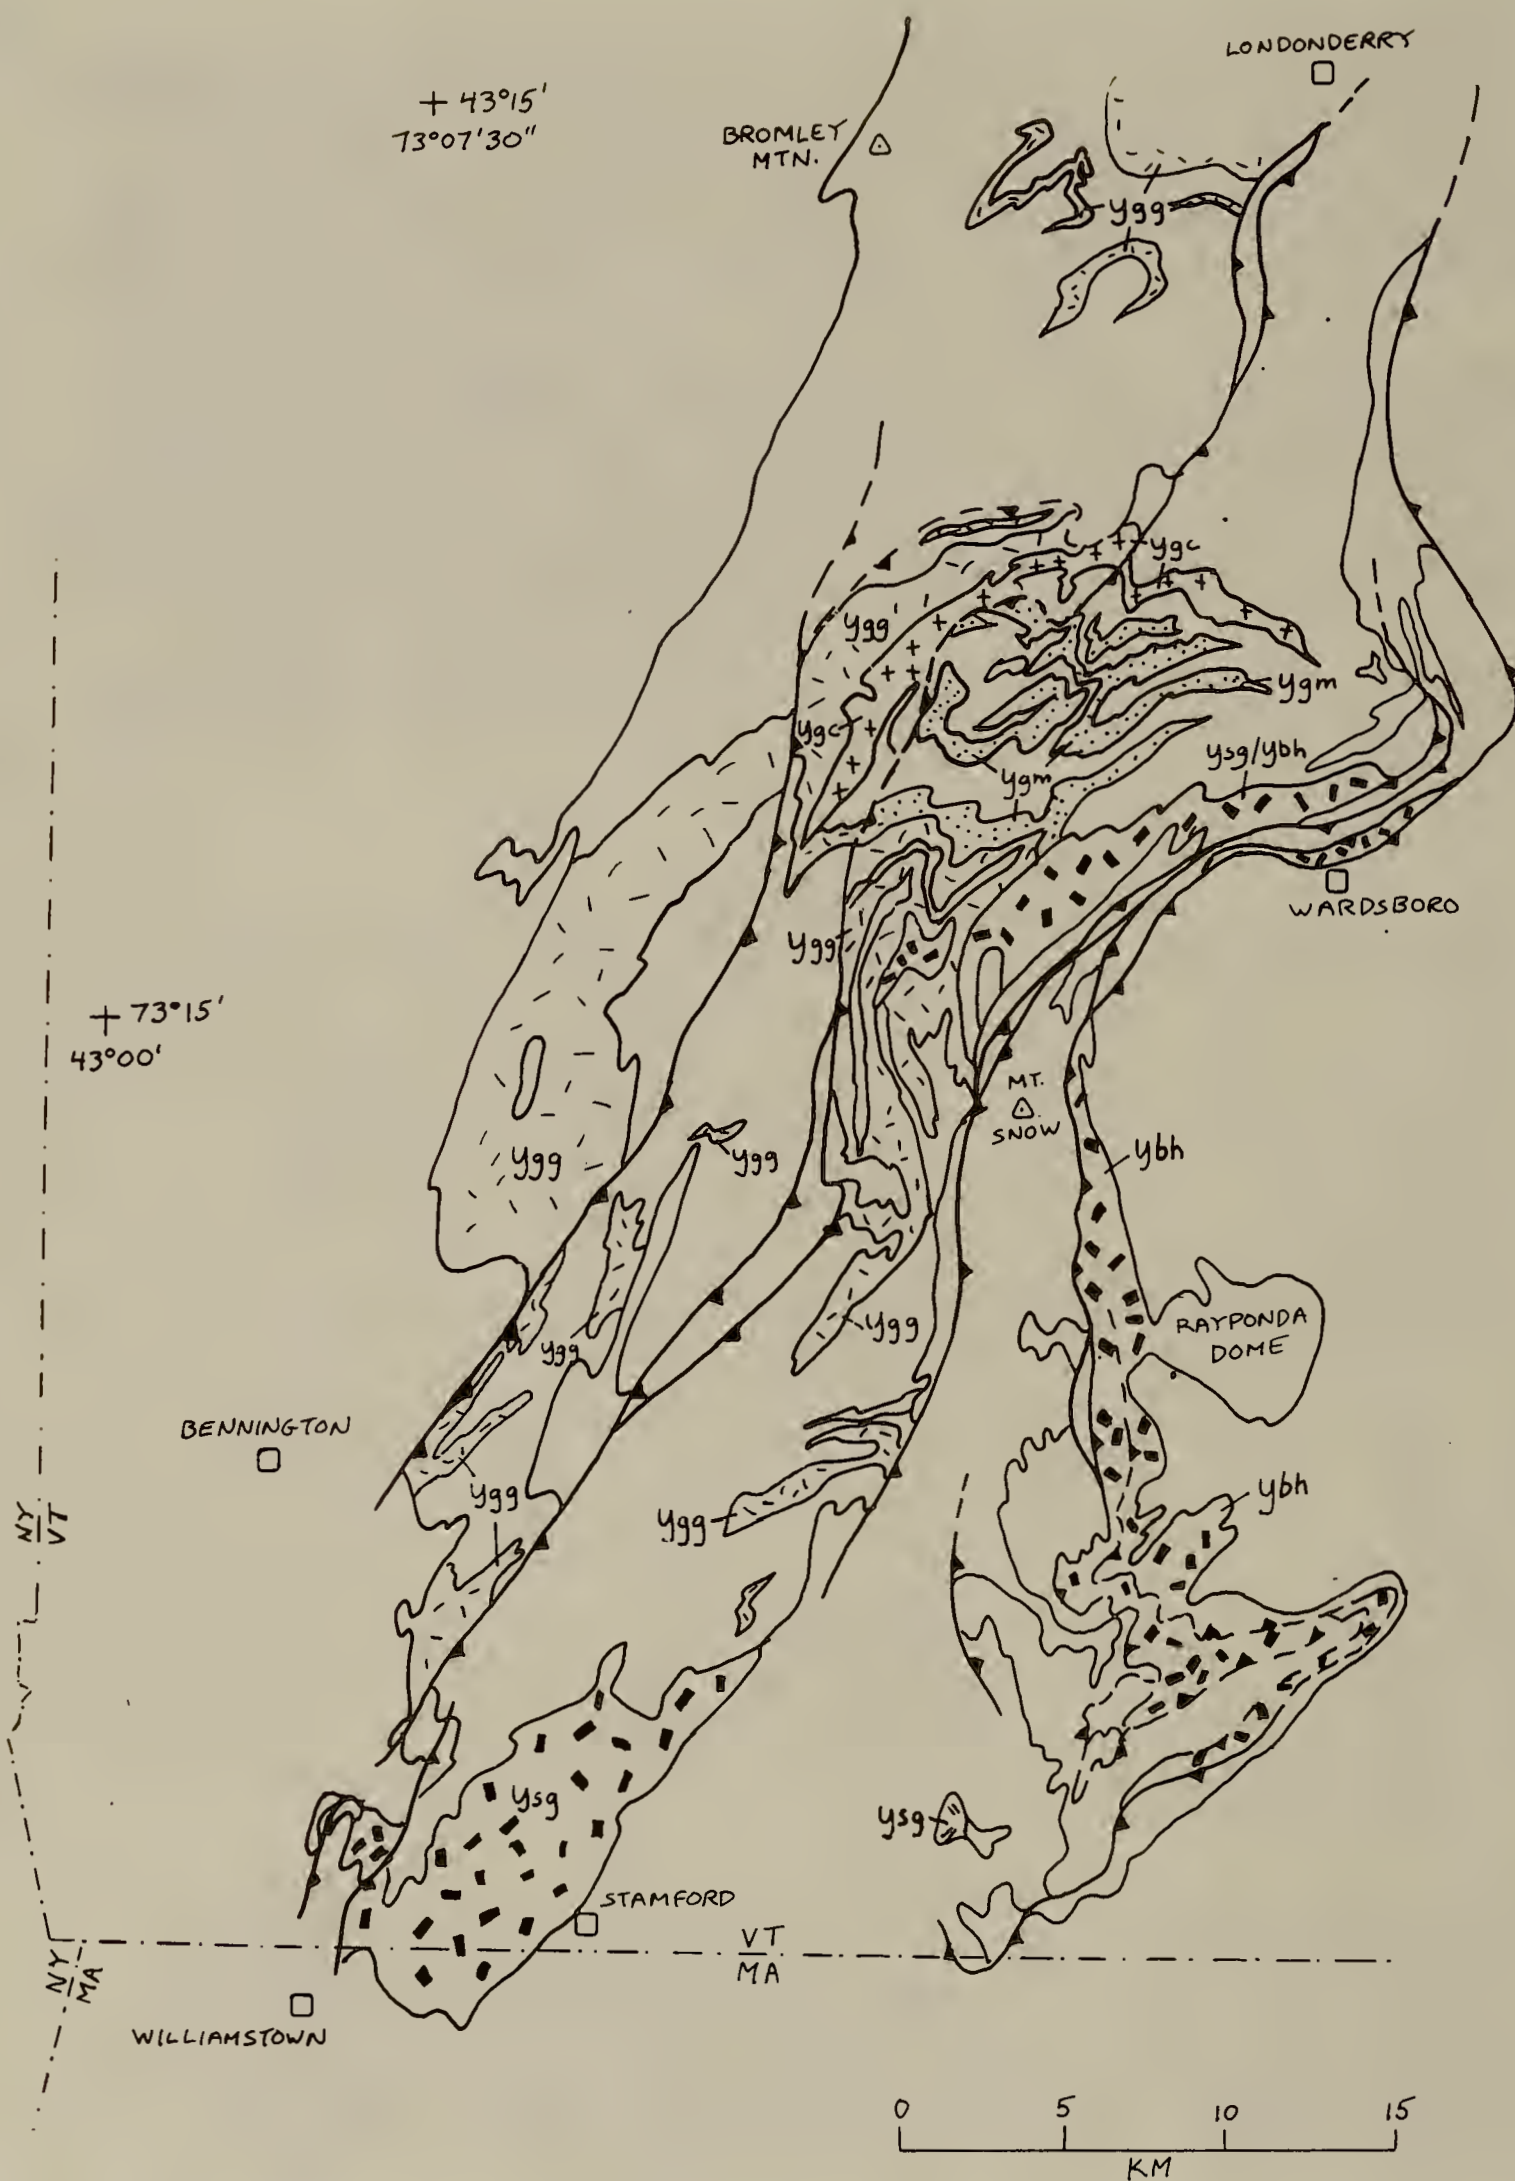 LONDONDERRY
+ 43°15'
73°07'30"
BROMLEY
MTN.
Ygg
Ygc
Ygg
Ygm
Ygc
Ysg/Ybh
Ygm
WARDSBORO
Ygg
+ 73°15'
43°00'
MT.
SNOW
Ybh
Ygg
Ygg
RAYPONDA
DOME
Ygg
Ygg
BENNINGTON
Ygg
Ybh
NY
VT
Ygg
Ysg
Ysg
STAMFORD
VT
MA
NY
MA
WILLIAMSTOWN
0 5 10 15
KM